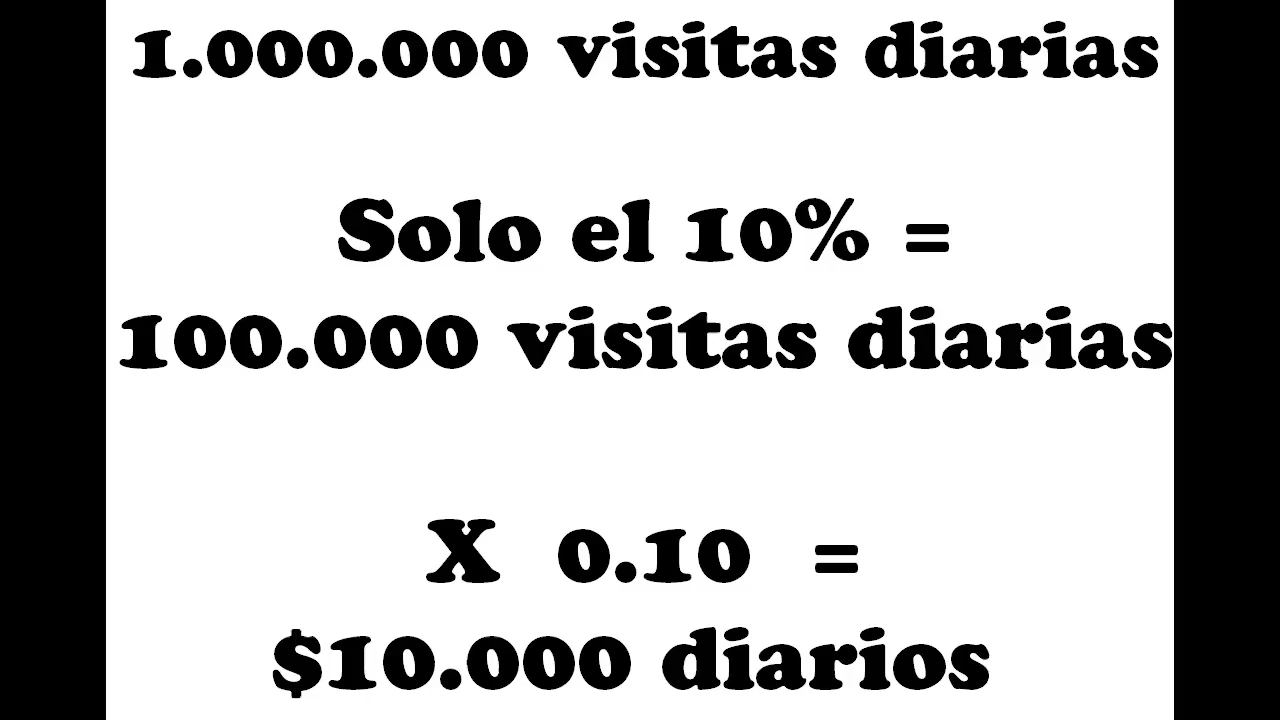 1.000.000 visitas diarias
Solo el 10% =
100.000 visitas diarias
X 0.10 =
$10.000 diarios